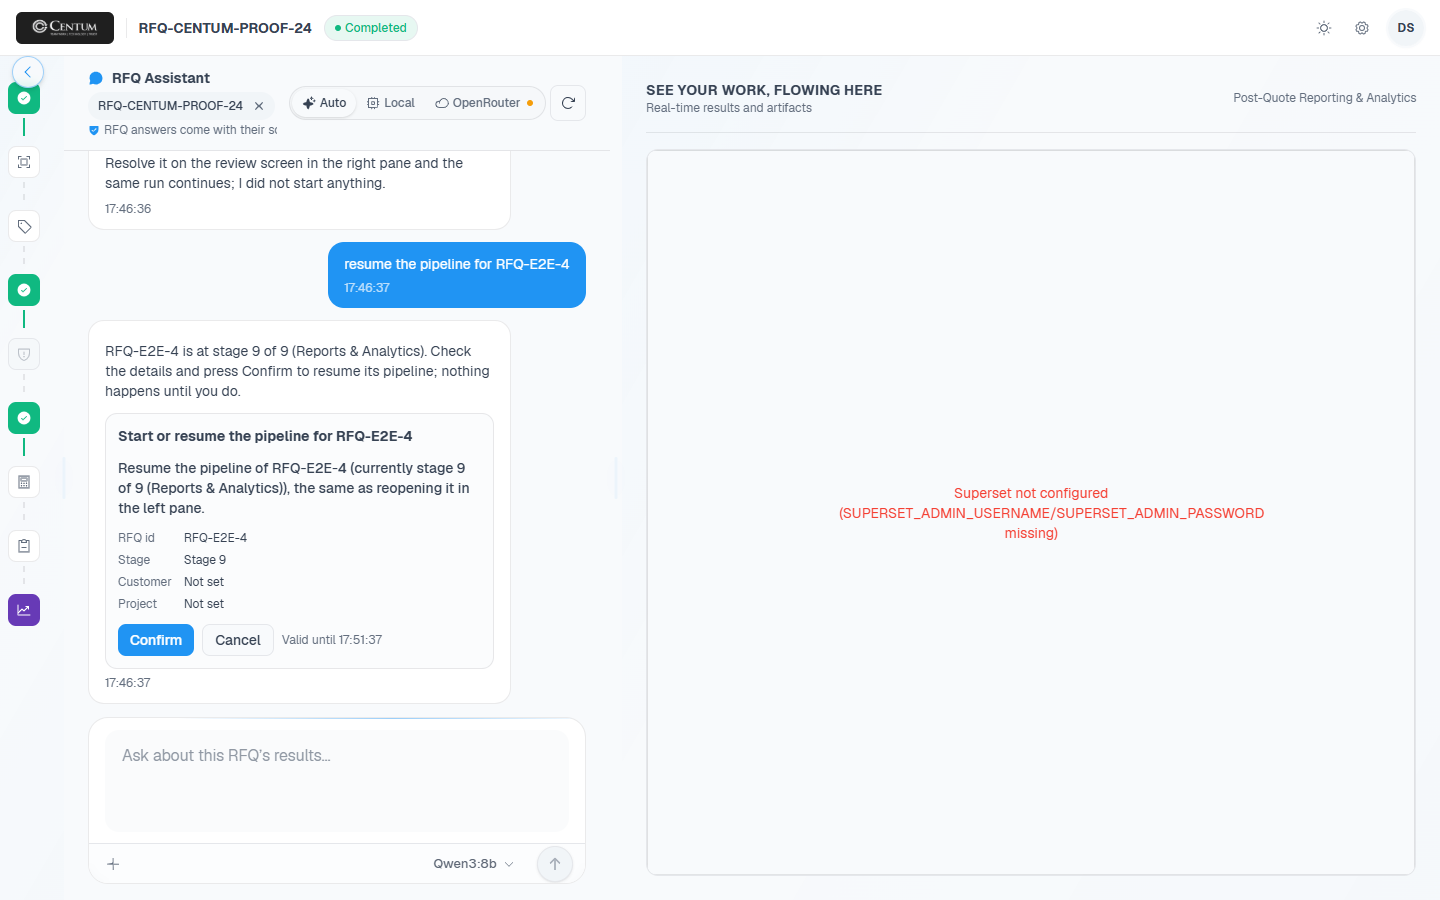 CENTUM
RFQ-CENTUM-PROOF-24
Completed
DS
RFQ Assistant
RFQ-CENTUM-PROOF-24
Auto
Local
OpenRouter
RFQ answers come with their sc
Resolve it on the review screen in the right pane and the
same run continues; I did not start anything.
17:46:36
resume the pipeline for RFQ-E2E-4
17:46:37
RFQ-E2E-4 is at stage 9 of 9 (Reports & Analytics). Check
the details and press Confirm to resume its pipeline; nothing
happens until you do.
Start or resume the pipeline for RFQ-E2E-4
Resume the pipeline of RFQ-E2E-4 (currently stage 9
of 9 (Reports & Analytics)), the same as reopening it in
the left pane.
RFQ id RFQ-E2E-4
Stage Stage 9
Customer Not set
Project Not set
Confirm
Cancel
Valid until 17:51:37
17:46:37
Ask about this RFQ's results...
Qwen3:8b
SEE YOUR WORK, FLOWING HERE
Real-time results and artifacts
Post-Quote Reporting & Analytics
Superset not configured
(SUPERSET_ADMIN_USERNAME/SUPERSET_ADMIN_PASSWORD
missing)